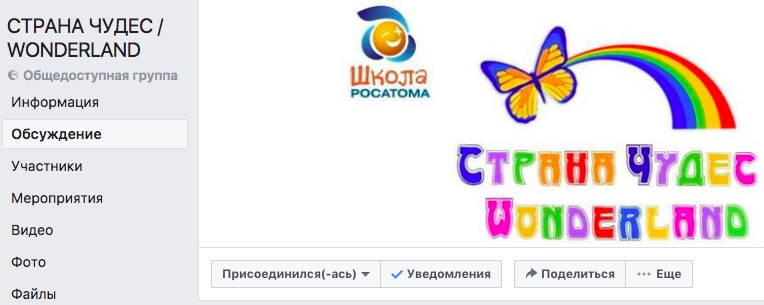 СТРАНА ЧУДЕС /
WONDERLAND
Общедоступная группа
Информация
Обсуждение
Участники
Мероприятия
Видео
Фото
Файлы
Школа
РОСАТОМА
Страна Чудес
Wonderland
Присоединился(-ась)
Уведомления
Поделиться
Еще